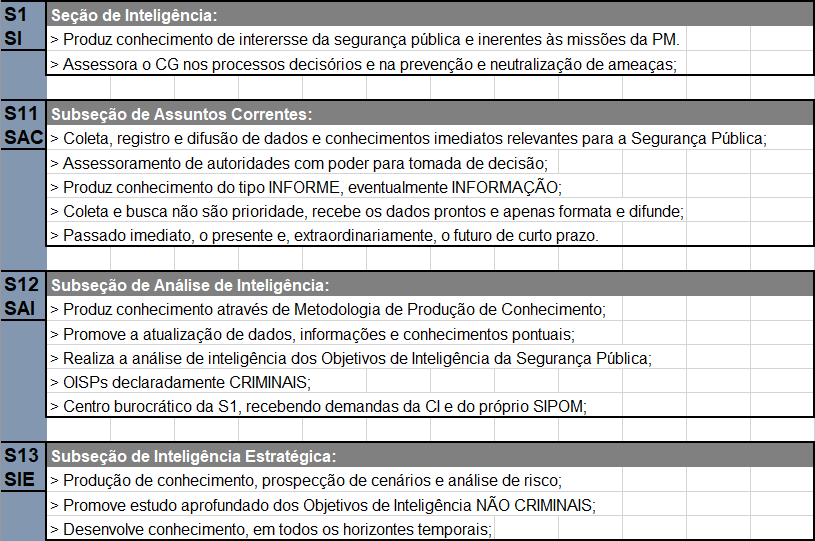 S1 Seção de Inteligência:
SI > Produz conhecimento de interersse da segurança pública e inerentes às missões da PM.
> Assessora o CG nos processos decisórios e na prevenção e neutralização de ameaças;
S11 Subseção de Assuntos Correntes:
SAC > Coleta, registro e difusão de dados e conhecimentos imediatos relevantes para a Segurança Pública;
> Assessoramento de autoridades com poder para tomada de decisão;
> Produz conhecimento do tipo INFORME, eventualmente INFORMAÇÃO;
> Coleta e busca não são prioridade, recebe os dados prontos e apenas formata e difunde;
> Passado imediato, o presente e, extraordinariamente, o futuro de curto prazo.
S12 Subseção de Análise de Inteligência:
SAI > Produz conhecimento através de Metodologia de Produção de Conhecimento;
> Promove a atualização de dados, informações e conhecimentos pontuais;
> Realiza a análise de inteligência dos Objetivos de Inteligência da Segurança Pública;
> OISPs declaradamente CRIMINAIS;
> Centro burocrático da S1, recebendo demandas da CI e do próprio SIPOM;
S13 Subseção de Inteligência Estratégica:
SIE > Produção de conhecimento, prospecção de cenários e análise de risco;
> Promove estudo aprofundado dos Objetivos de Inteligência NÃO CRIMINAIS;
> Desenvolve conhecimento, em todos os horizontes temporais;